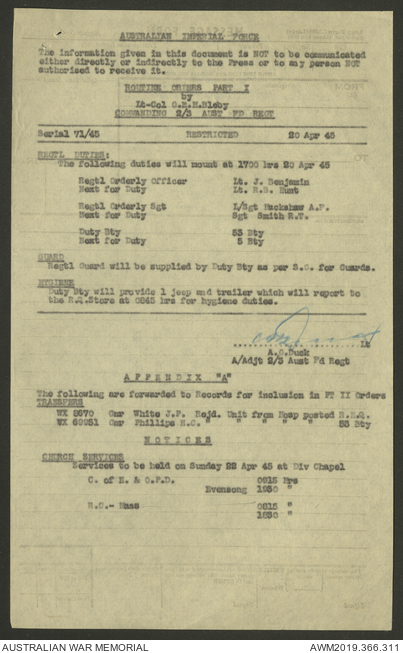 AUSTRALIAN IMPERIAL FORCE
The information given in this document is NOT to be communicated
either directly or indirectly to the Press or to any person NOT
authorised to receive it.
ROUTINE ORDERS PART I
by
Lt-Col G.E.H.Bleby
COMMANDING 2/3 AUST FD REGT
Serial 71/45 RESTRICTED 20 Apr 45
REGTL DUTIES:
The following duties will mount at 1700 hrs 20 Apr 45
Regtl Orderly Officer Lt. J. Benjamin
Next for Duty Lt. R.B. Hunt
Regtl Orderly Sgt L/Sgt Hackshaw A.F.
Next for Duty Sgt Smith R.T.
Duty Bty 53 Bty
Next for Duty 5 Bty
GUARD
Regtl Guard will be supplied by Duty Bty as per S.O. for Guards.
HYGIENE
Duty Bty will provide 1 jeep and trailer which will report to
the R.Q.Store at 0845 hrs for hygiene duties.
Lt
A.O.Duck
A/Adjt 2/3 Aust Fd Regt
APPENDIX "A"
The following are forwarded to Records for inclusion in PT II Orders
TRANSFERS
WX 8670 Gnr White J.F. Rejd. Unit from Hosp posted R.H.Q.
WX 69951 Gnr Phillips N.C. " " " " " 53 Bty
NOTICES
CHURCH SERVICES
Services to be held on Sunday 22 Apr 45 at Div Chapel
C. of E. & O.P.D. 0815 Hrs
Evensong 1930 "
R.C.- Mass 0815 "
1830 "
AUSTRALIAN WAR MEMORIAL
AWM2019.366.311